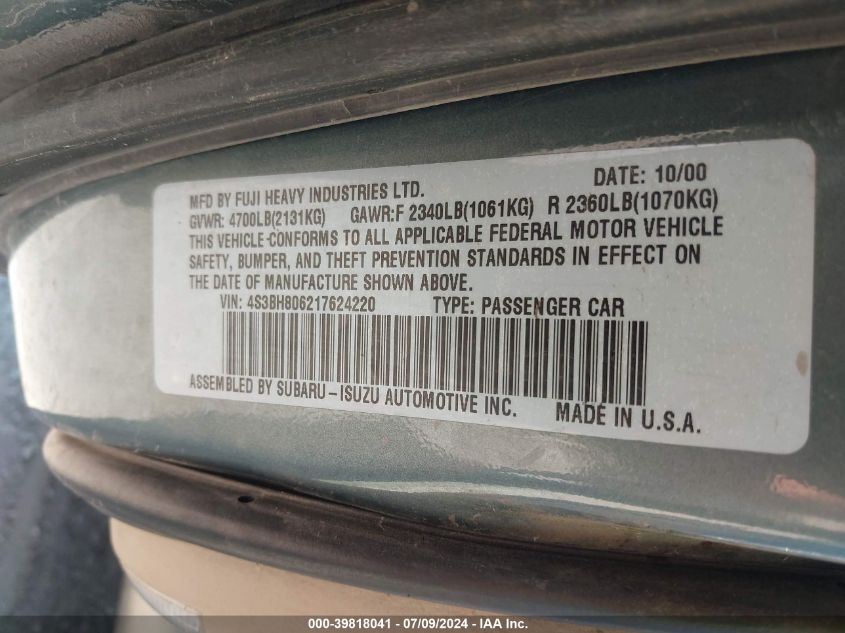 DATE: 10/00
MFD BY FUJI HEAVY INDUSTRIES LTD.
GVWR: 4700LB(2131KG) GAWR:F 2340LB(1061KG) R 2360LB(1070KG)
THIS VEHICLE CONFORMS TO ALL APPLICABLE FEDERAL MOTOR VEHICLE
SAFETY, BUMPER, AND THEFT PREVENTION STANDARDS IN EFFECT ON
THE DATE OF MANUFACTURE SHOWN ABOVE.
VIN: 4S3BH806217624220 TYPE: PASSENGER CAR
ASSEMBLED BY SUBARU-ISUZU AUTOMOTIVE INC. MADE IN U.S.A.
000-39818041 - 07/09/2024 - IAA Inc.